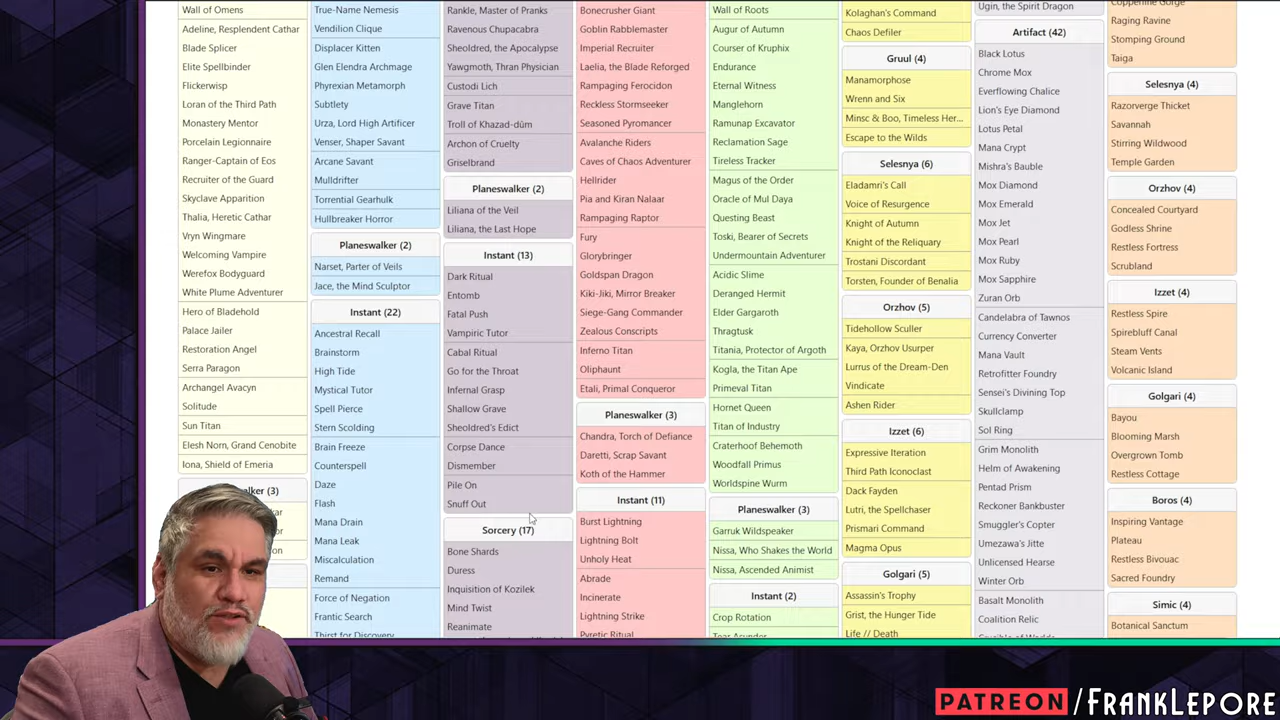 Wall of Omens
Adeline, Resplendent Cathar
Blade Splicer
Elite Spellbinder
Flickerwisp
Loran of the Third Path
Monastery Mentor
Porcelain Legionnaire
Ranger-Captain of Eos
Recruiter of the Guard
Skyclave Apparition
Thalia, Heretic Cathar
Vryn Wingmare
Welcoming Vampire
Werefox Bodyguard
White Plume Adventurer
Hero of Bladehold
Palace Jailer
Restoration Angel
Serra Paragon
Archangel Avacyn
Solitude
Sun Titan
Elesh Norn, Grand Cenobite
Iona, Shield of Emeria
(3)
True-Name Nemesis
Vendilion Clique
Displacer Kitten
Glen Elendra Archmage
Phyrexian Metamorph
Subtlety
Urza, Lord High Artificer
Venser, Shaper Savant
Arcane Savant
Mulldrifter
Torrential Gearhulk
Hullbreaker Horror
Planeswalker (2)
Narset, Parter of Veils
Jace, the Mind Sculptor
Instant (22)
Ancestral Recall
Brainstorm
High Tide
Mystical Tutor
Spell Pierce
Stern Scolding
Brain Freeze
Counterspell
Daze
Flash
Mana Drain
Mana Leak
Miscalculation
Remand
Force of Negation
Frantic Search
Thirst for Discovery
Rankle, Master of Pranks
Ravenous Chupacabra
Sheoldred, the Apocalypse
Yawgmoth, Thran Physician
Custodi Lich
Grave Titan
Troll of Khazad-dûm
Archon of Cruelty
Griselbrand
Planeswalker (2)
Liliana of the Veil
Liliana, the Last Hope
Instant (13)
Dark Ritual
Entomb
Fatal Push
Vampiric Tutor
Cabal Ritual
Go for the Throat
Infernal Grasp
Shallow Grave
Sheoldred's Edict
Corpse Dance
Dismember
Pile On
Snuff Out
Sorcery (17)
Bone Shards
Duress
Inquisition of Kozilek
Mind Twist
Reanimate
Bonecrusher Giant
Goblin Rabblemaster
Imperial Recruiter
Laelia, the Blade Reforged
Rampaging Ferocidon
Reckless Stormseeker
Seasoned Pyromancer
Avalanche Riders
Caves of Chaos Adventurer
Hellrider
Pia and Kiran Nalaar
Rampaging Raptor
Fury
Glorybringer
Goldspan Dragon
Kiki-Jiki, Mirror Breaker
Siege-Gang Commander
Zealous Conscripts
Inferno Titan
Oliphaunt
Etali, Primal Conqueror
Planeswalker (3)
Chandra, Torch of Defiance
Daretti, Scrap Savant
Koth of the Hammer
Instant (11)
Burst Lightning
Lightning Bolt
Unholy Heat
Abrade
Incinerate
Lightning Strike
Pyretic Ritual
Wall of Roots
Augur of Autumn
Courser of Kruphix
Endurance
Eternal Witness
Manglehorn
Ramunap Excavator
Reclamation Sage
Tireless Tracker
Magus of the Order
Oracle of Mul Daya
Questing Beast
Toski, Bearer of Secrets
Undermountain Adventurer
Acidic Slime
Deranged Hermit
Elder Gargaroth
Thragtusk
Titania, Protector of Argoth
Kogla, the Titan Ape
Primeval Titan
Hornet Queen
Titan of Industry
Craterhoof Behemoth
Woodfall Primus
Worldspine Wurm
Planeswalker (3)
Garruk Wildspeaker
Nissa, Who Shakes the World
Nissa, Ascended Animist
Instant (2)
Crop Rotation
Tear Asunder
Kolaghan's Command
Chaos Defiler
Gruul (4)
Manamorphose
Wrenn and Six
Minsc & Boo, Timeless Her...
Escape to the Wilds
Selesnya (6)
Eladamri's Call
Voice of Resurgence
Knight of Autumn
Knight of the Reliquary
Trostani Discordant
Torsten, Founder of Benalia
Orzhov (5)
Tidehollow Sculler
Kaya, Orzhov Usurper
Lurrus of the Dream-Den
Vindicate
Ashen Rider
Izzet (6)
Expressive Iteration
Third Path Iconoclast
Dack Fayden
Lutri, the Spellchaser
Prismari Command
Magma Opus
Golgari (5)
Assassin's Trophy
Grist, the Hunger Tide
Life // Death
Ugin, the Spirit Dragon
Artifact (42)
Black Lotus
Chrome Mox
Everflowing Chalice
Lion's Eye Diamond
Lotus Petal
Mana Crypt
Mishra's Bauble
Mox Diamond
Mox Emerald
Mox Jet
Mox Pearl
Mox Ruby
Mox Sapphire
Zuran Orb
Candelabra of Tawnos
Currency Converter
Mana Vault
Retrofitter Foundry
Sensei's Divining Top
Skullclamp
Sol Ring
Grim Monolith
Helm of Awakening
Pentad Prism
Reckoner Bankbuster
Smuggler's Copter
Umezawa's Jitte
Unlicensed Hearse
Winter Orb
Basalt Monolith
Coalition Relic
Crucible of Worlds
Copperline Gorge
Raging Ravine
Stomping Ground
Taiga
Selesnya (4)
Razorverge Thicket
Savannah
Stirring Wildwood
Temple Garden
Orzhov (4)
Concealed Courtyard
Godless Shrine
Restless Fortress
Scrubland
Izzet (4)
Restless Spire
Spirebluff Canal
Steam Vents
Volcanic Island
Golgari (4)
Bayou
Blooming Marsh
Overgrown Tomb
Restless Cottage
Boros (4)
Inspiring Vantage
Plateau
Restless Bivouac
Sacred Foundry
Simic (4)
Botanical Sanctum
PATREON/FRANKLEPORE